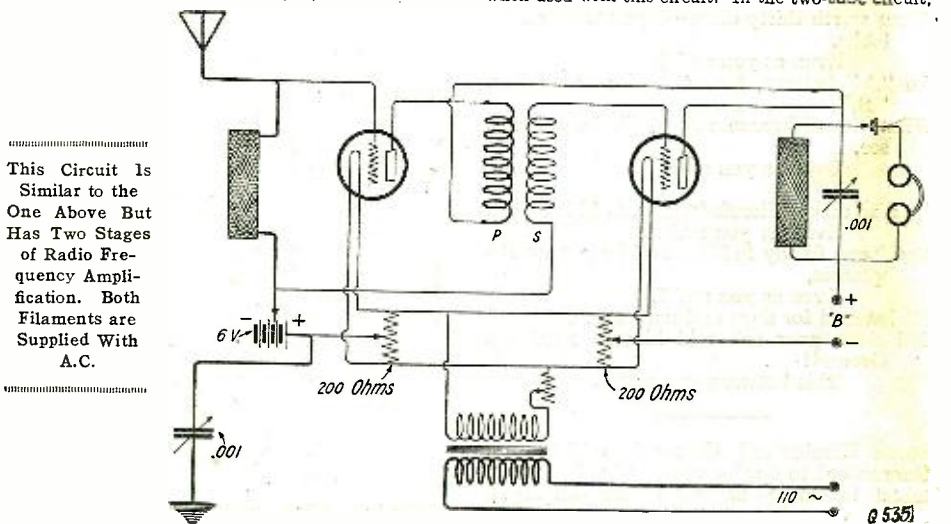 which used with this circuit. In the two-tube circuit,
This Circuit Is
Similar to the
One Above But
Has Two Stages
of Radio Fre-
quency Ampli-
fication. Both
Filaments are
Supplied With
A.C.
P
S
.001
+
"B"
-
- +
6 V.
200 Ohms
200 Ohms
.001
110 ~
Q 535